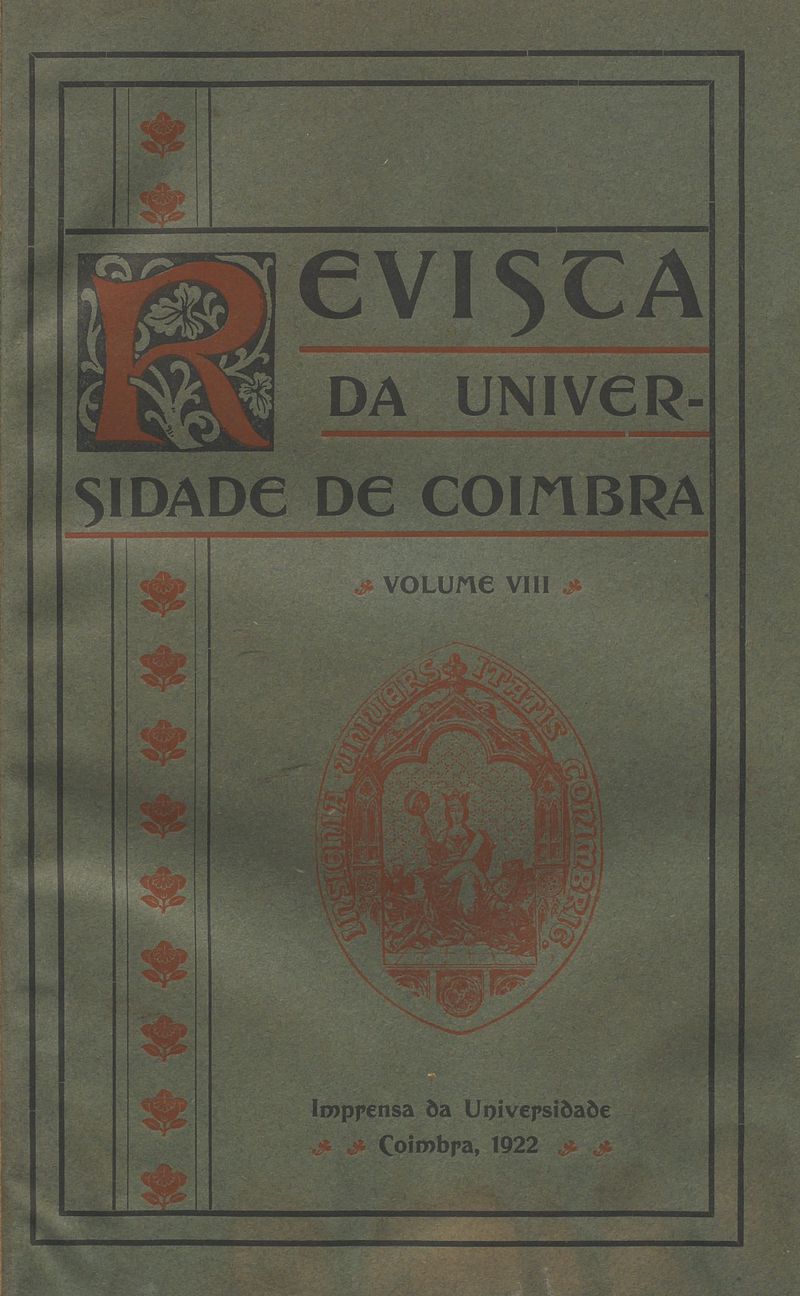 REVISTA
DA UNIVER-
SIDADE DE COIMBRA
VOLUME VIII
INSIGNIA UNIVERSITATIS CONIMBRIG.
Imprensa da Universidade
Coimbra, 1922